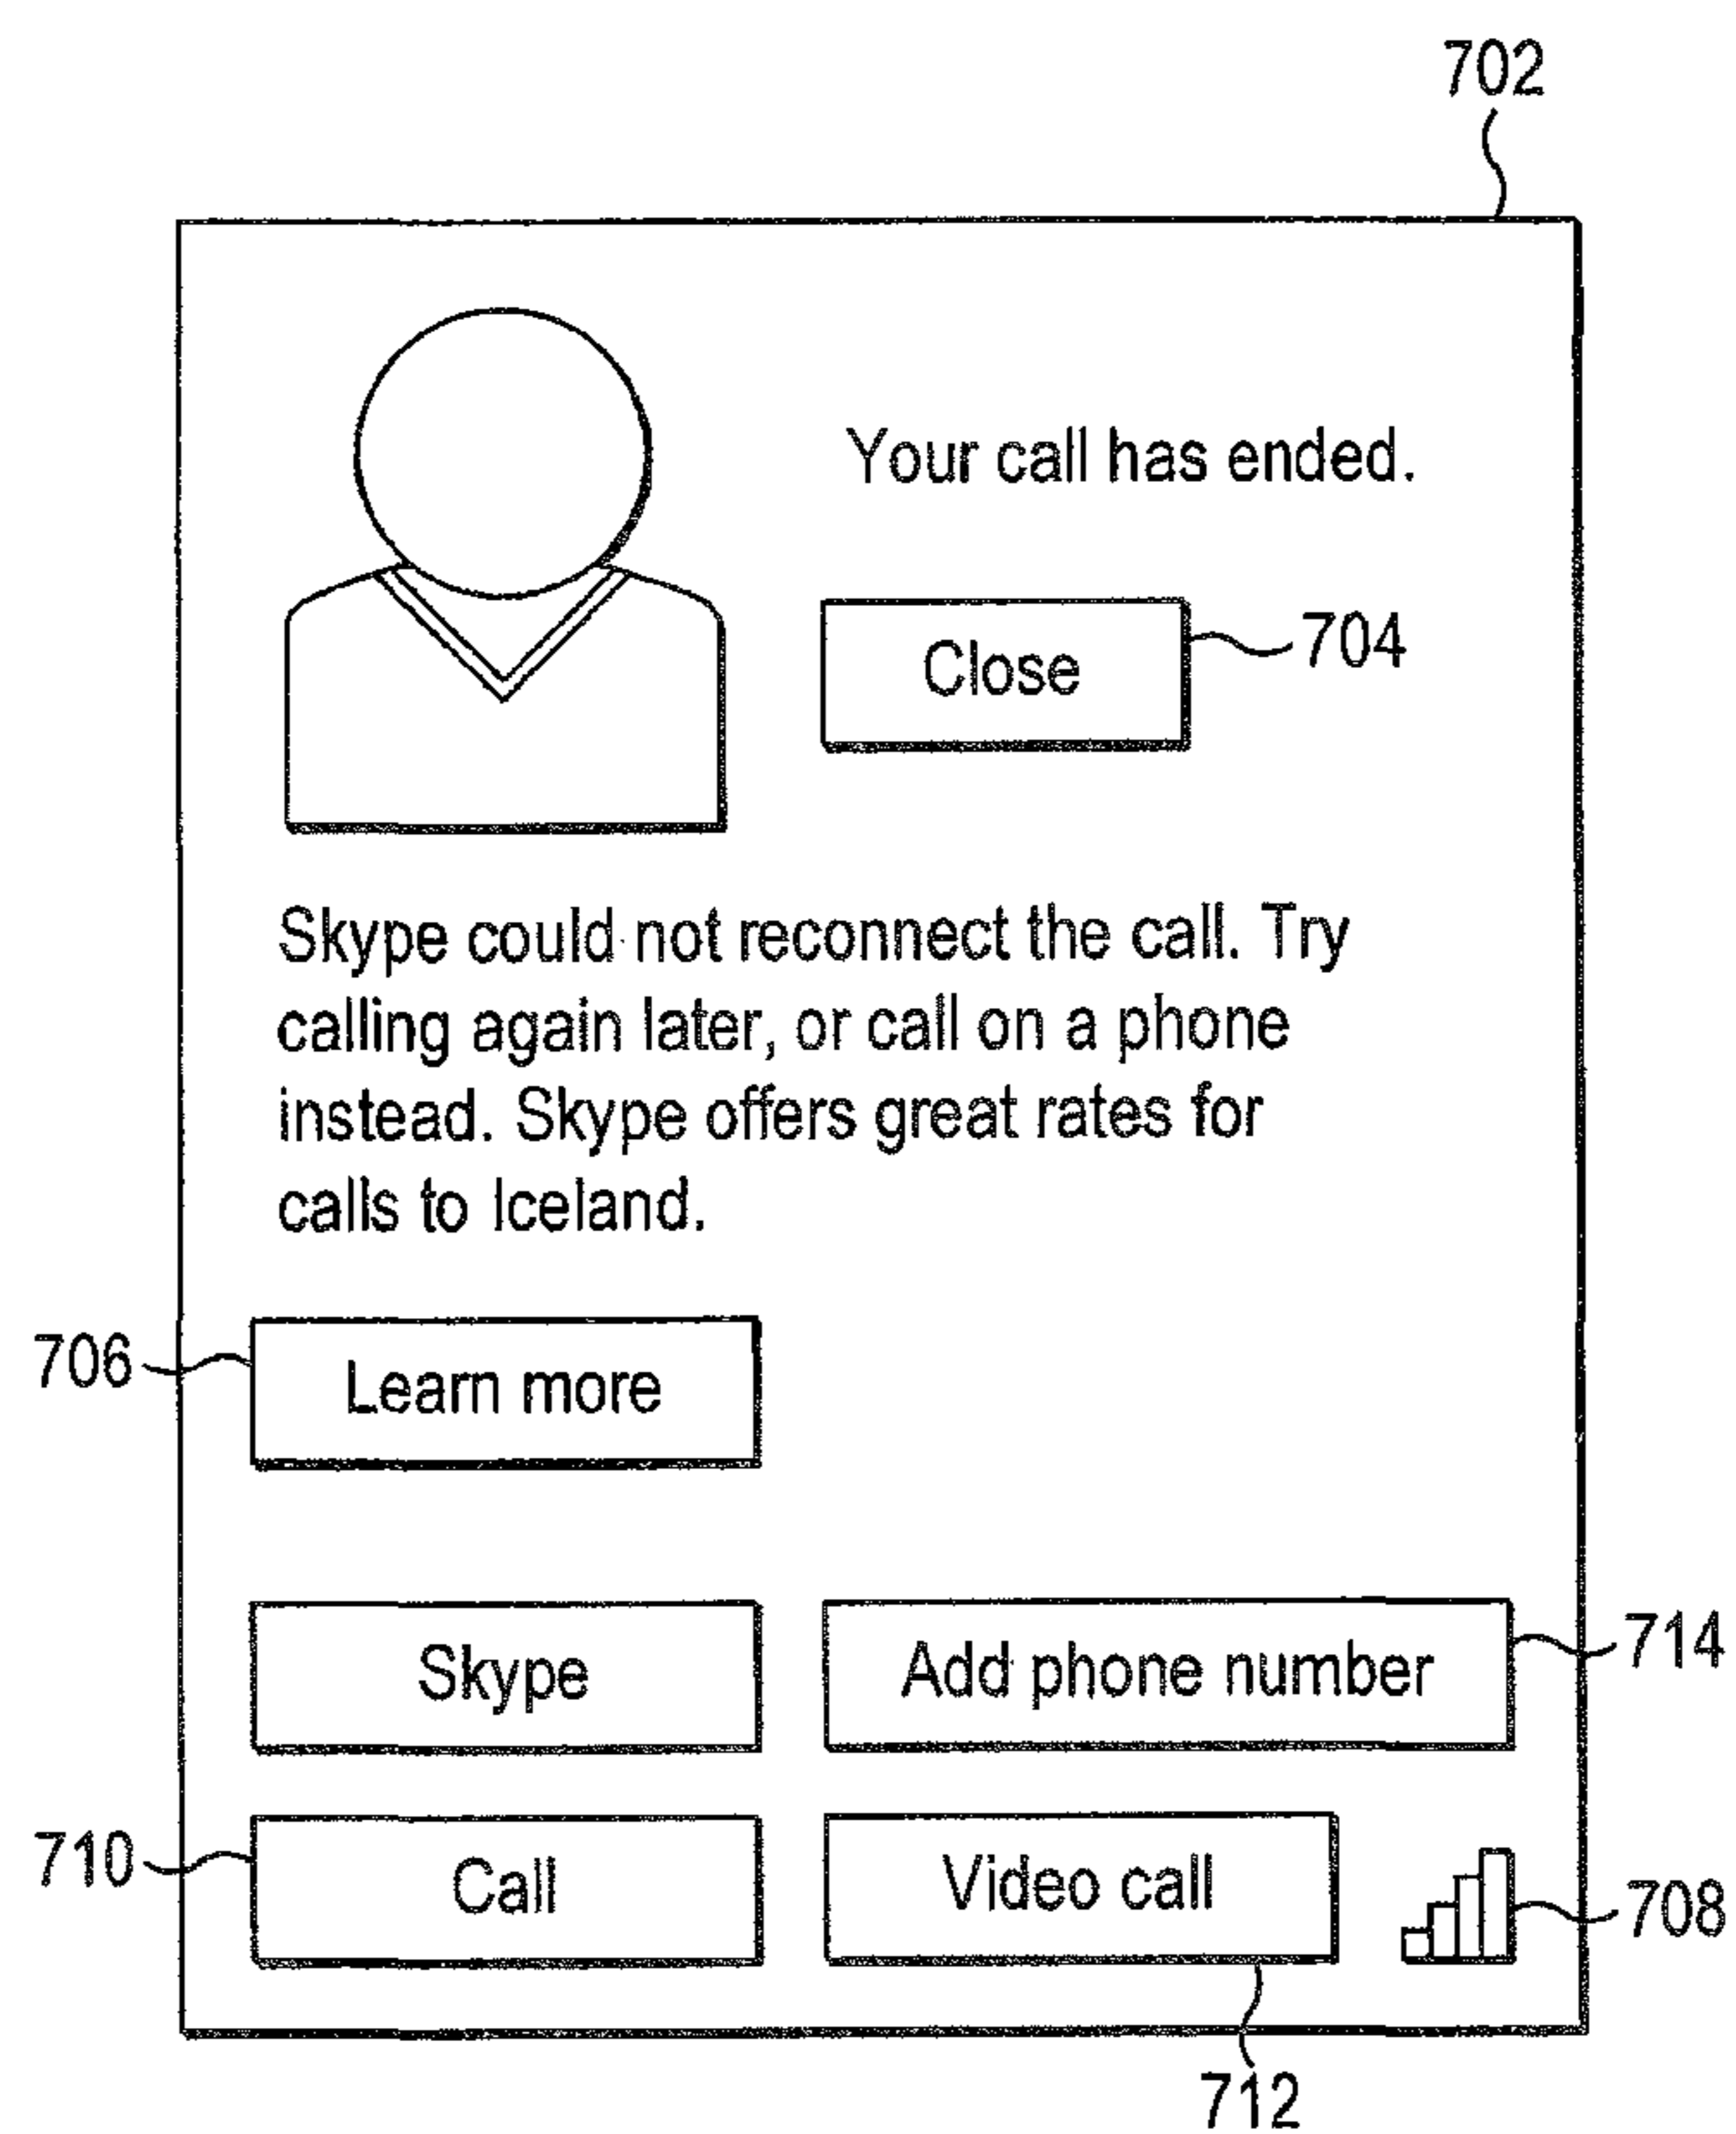 702
Your call has ended.
Close
704
Skype could not reconnect the call. Try
calling again later, or call on a phone
instead. Skype offers great rates for
calls to Iceland.
706
Learn more
Skype
Add phone number
714
710
Call
Video call
708
712